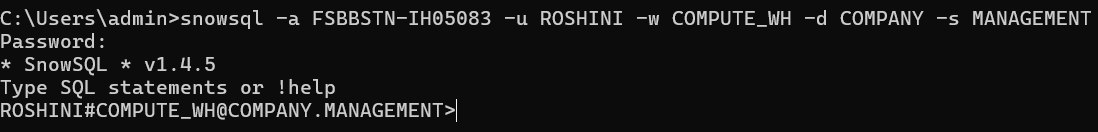 C:\Users\admin>snowsql -a FSBBSTN-IH05083 -u ROSHINI -w COMPUTE_WH -d COMPANY -s MANAGEMENT
Password:
* SnowSQL * v1.4.5
Type SQL statements or !help
ROSHINI#COMPUTE_WH@COMPANY.MANAGEMENT>